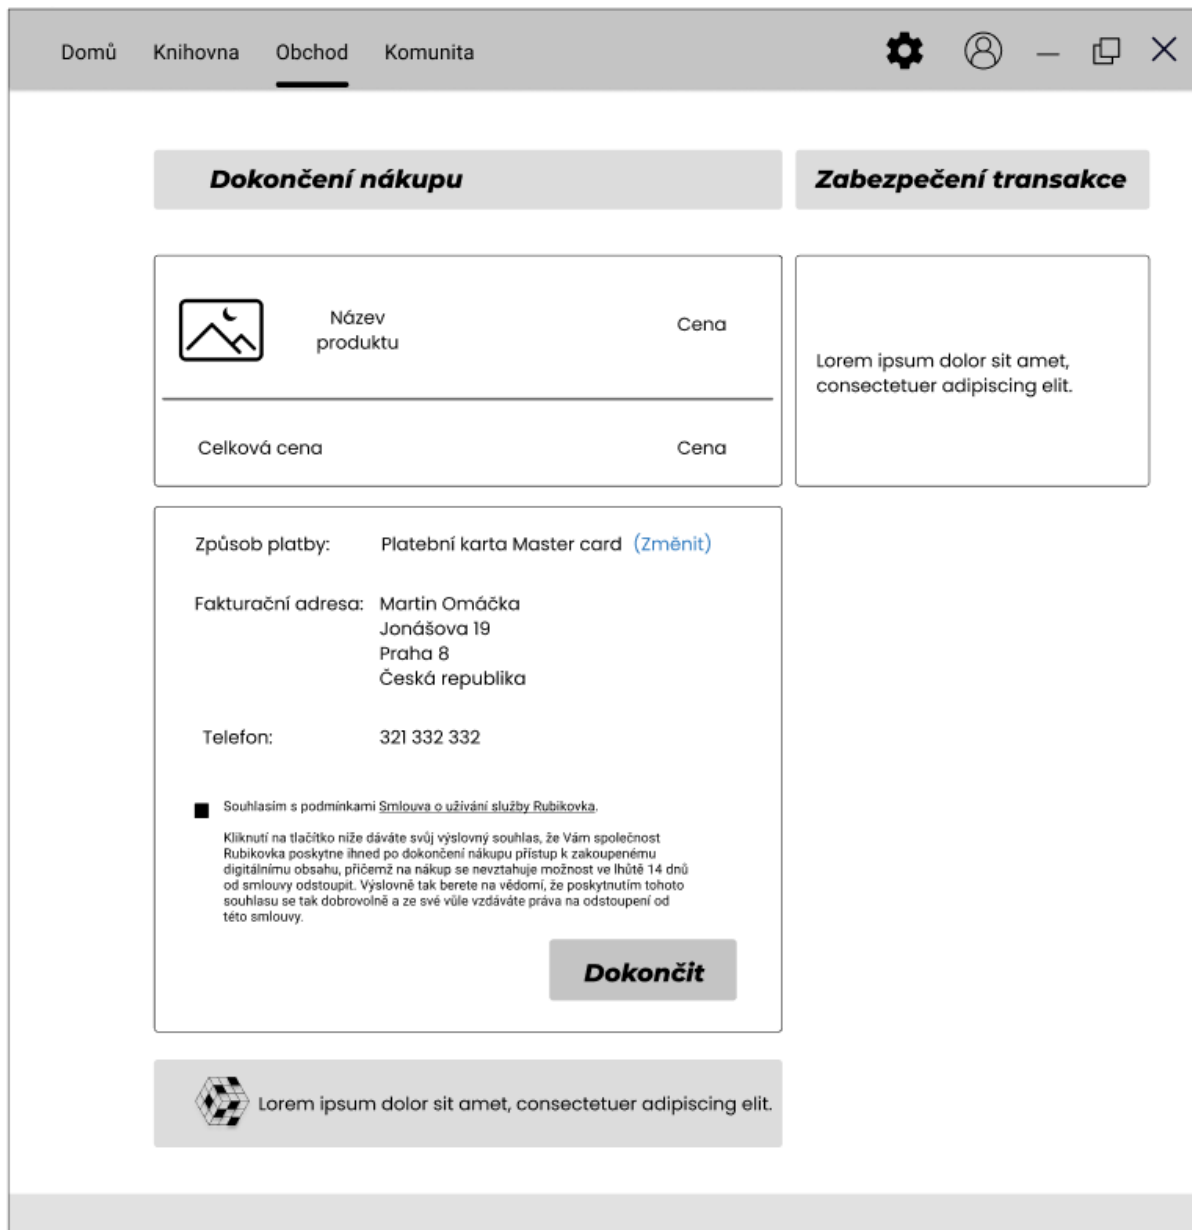 Domů Knihovna Obchod Komunita
Dokončení nákupu
Zabezpečení transakce
Název
produktu
Cena
Celková cena Cena
Lorem ipsum dolor sit amet,
consectetuer adipiscing elit.
Způsob platby: Platební karta Master card (Změnit)
Fakturační adresa: Martin Omáčka
Jonášova 19
Praha 8
Česká republika
Telefon: 321 332 332
Souhlasím s podmínkami Smlouva o užívání služby Rubikovka.
Kliknutí na tlačítko níže dáváte svůj výslovný souhlas, že Vám společnost
Rubikovka poskytne ihned po dokončení nákupu přístup k zakoupenému
digitálnímu obsahu, přičemž na nákup se nevztahuje možnost ve lhůtě 14 dnů
od smlouvy odstoupit. Výslovně tak berete na vědomí, že poskytnutím tohoto
souhlasu se tak dobrovolně a ze své vůle vzdáváte práva na odstoupení od
této smlouvy.
Dokončit
Lorem ipsum dolor sit amet, consectetuer adipiscing elit.